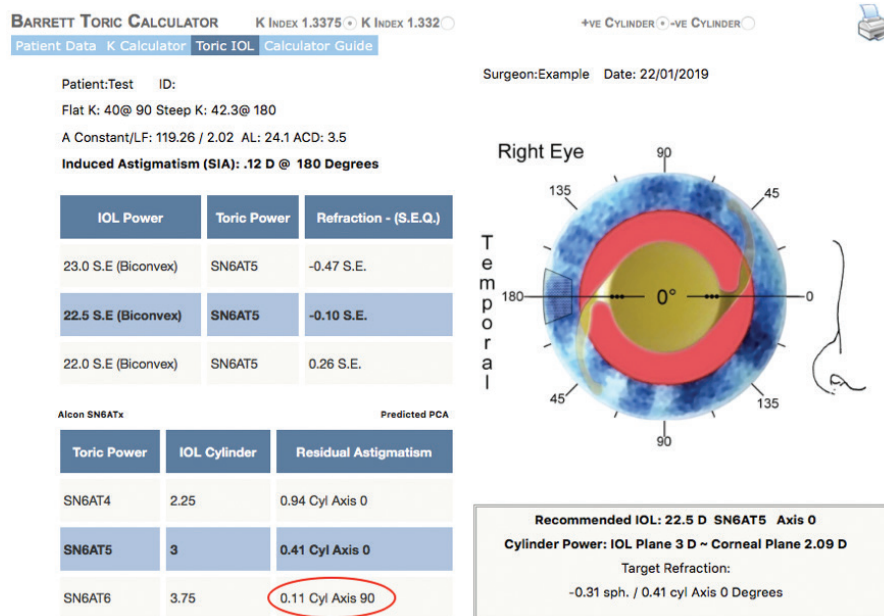 BARRETT TORIC CALCULATOR K INDEX 1.3375 K INDEX 1.332 +VE CYLINDER -VE CYLINDER
Patient Data K Calculator Toric IOL Calculator Guide
Patient:Test ID:
Flat K: 40@ 90 Steep K: 42.3@ 180
A Constant/LF: 119.26 / 2.02 AL: 24.1 ACD: 3.5
Induced Astigmatism (SIA): .12 D @ 180 Degrees
IOL Power Toric Power Refraction - (S.E.Q.)
23.0 S.E (Biconvex) SN6AT5 -0.47 S.E.
22.5 S.E (Biconvex) SN6AT5 -0.10 S.E.
22.0 S.E (Biconvex) SN6AT5 0.26 S.E.
Alcon SN6ATx Predicted PCA
Toric Power IOL Cylinder Residual Astigmatism
SN6AT4 2.25 0.94 Cyl Axis 0
SN6AT5 3 0.41 Cyl Axis 0
SN6AT6 3.75 0.11 Cyl Axis 90
Surgeon:Example Date: 22/01/2019
Right Eye
90
135 45
Temporal
180 0° 0
45 135
90
Recommended IOL: 22.5 D SN6AT5 Axis 0
Cylinder Power: IOL Plane 3 D ~ Corneal Plane 2.09 D
Target Refraction:
-0.31 sph. / 0.41 cyl Axis 0 Degrees